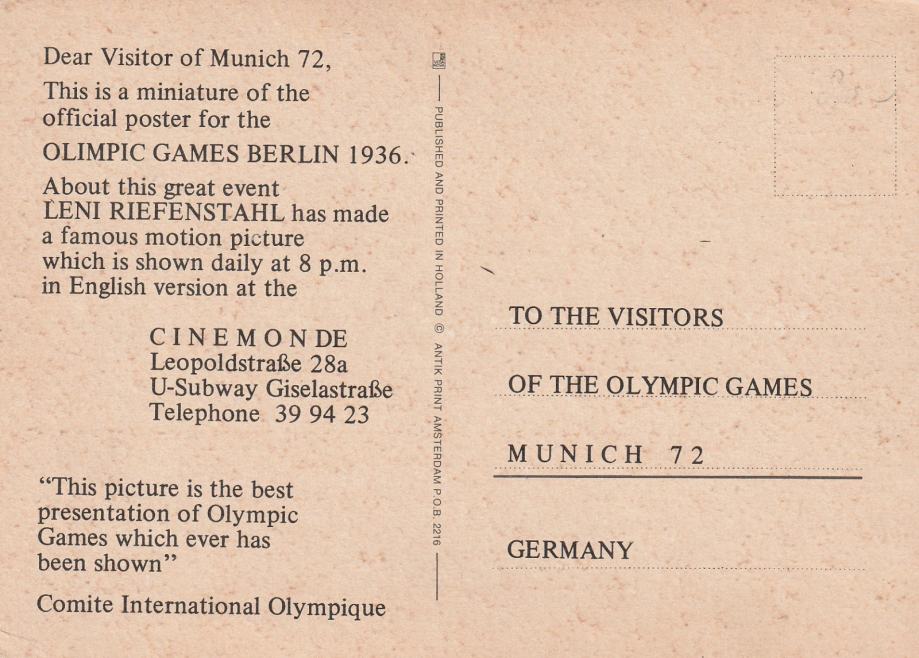 Dear Visitor of Munich 72,
This is a miniature of the
official poster for the
OLIMPIC GAMES BERLIN 1936.
About this great event
LENI RIEFENSTAHL has made
a famous motion picture
which is shown daily at 8 p.m.
in English version at the
CINEMONDE
Leopoldstraße 28a
U-Subway Giselastraße
Telephone 39 94 23
“This picture is the best
presentation of Olympic
Games which ever has
been shown”
Comite International Olympique
PUBLISHED AND PRINTED IN HOLLAND © ANTIK PRINT AMSTERDAM P.O.B. 2216
TO THE VISITORS
OF THE OLYMPIC GAMES
MUNICH 72
GERMANY